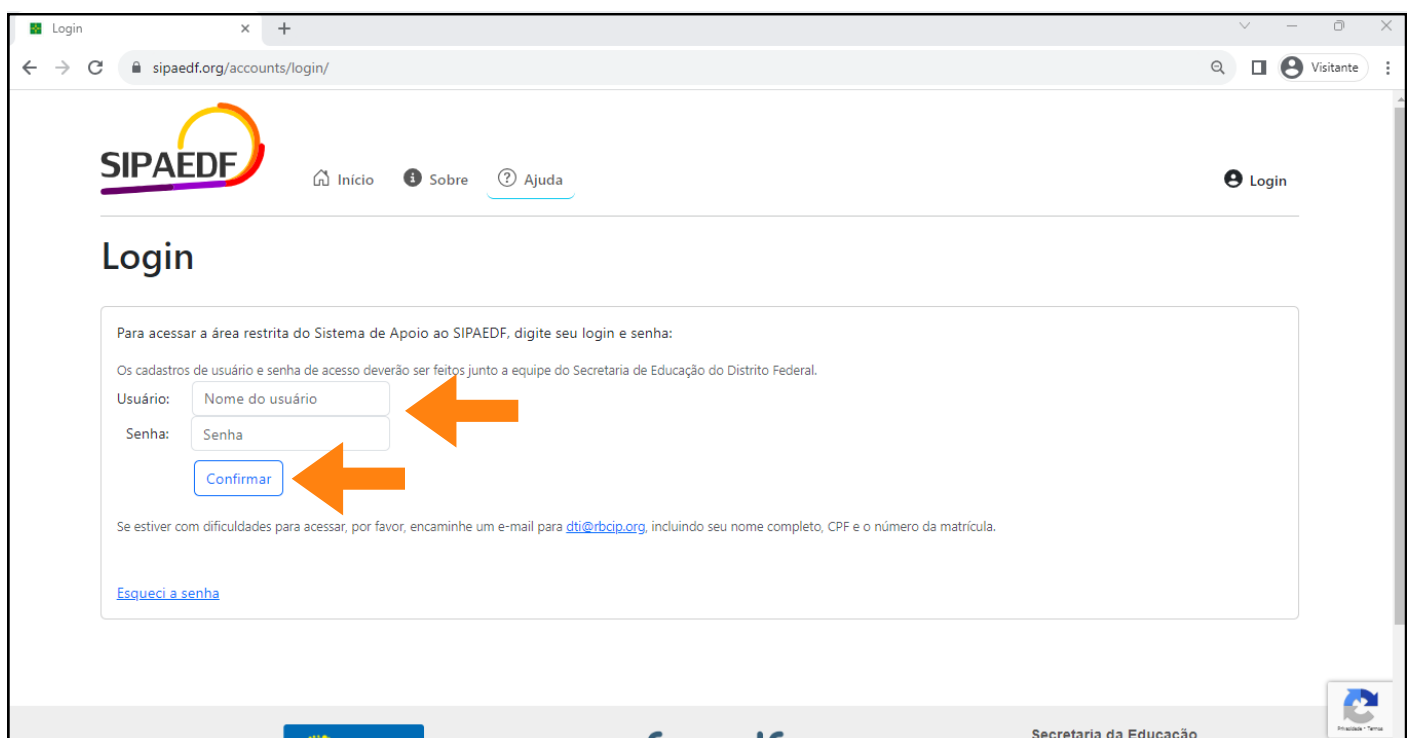 Login
sipaedf.org/accounts/login/
Visitante
SIPAEDF
Início
Sobre
Ajuda
Login
Login
Para acessar a área restrita do Sistema de Apoio ao SIPAEDF, digite seu login e senha:
Os cadastros de usuário e senha de acesso deverão ser feitos junto a equipe do Secretaria de Educação do Distrito Federal.
Usuário: Nome do usuário
Senha: Senha
Confirmar
Se estiver com dificuldades para acessar, por favor, encaminhe um e-mail para dti@rbcip.org, incluindo seu nome completo, CPF e o número da matrícula.
Esqueci a senha
Privacidade - Termos
Secretaria da Educação